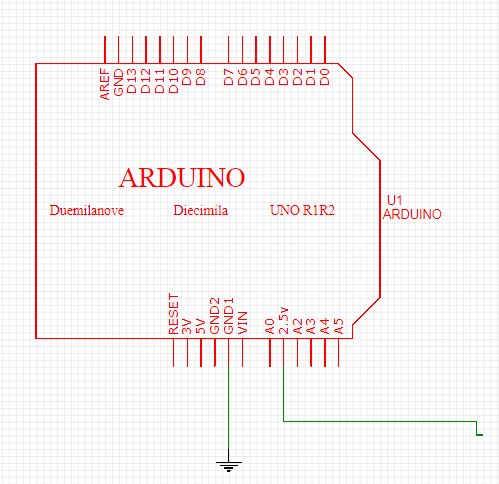 AREF GND D13 D12 D11 D10 D9 D8 D7 D6 D5 D4 D3 D2 D1 D0
ARDUINO
Duemilanove Diecimila UNO R1R2
U1
ARDUINO
RESET 3V 5V GND2 GND1 VIN A0 2.5v A2 A3 A4 A5